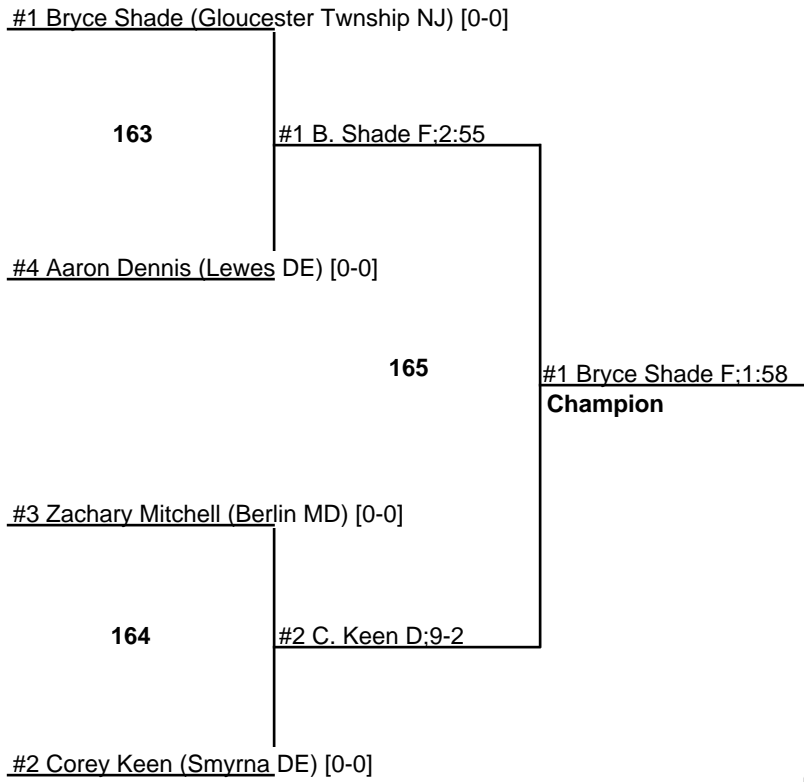 #1 Bryce Shade (Gloucester Twnship NJ) [0-0]
163
#1 B. Shade F;2:55
#4 Aaron Dennis (Lewes DE) [0-0]
165
#1 Bryce Shade F;1:58
Champion
#3 Zachary Mitchell (Berlin MD) [0-0]
164
#2 C. Keen D;9-2
#2 Corey Keen (Smyrna DE) [0-0]